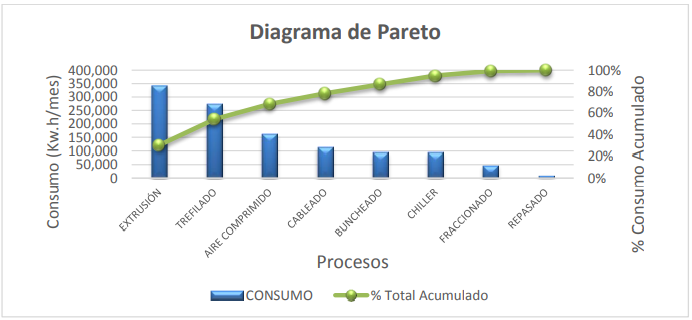 Diagrama de Pareto
Consumo (Kw.h/mes)
400,000
350,000
300,000
250,000
200,000
150,000
100,000
50,000
0
100%
80%
60%
40%
20%
0%
% Consumo Acumulado
EXTRUSIÓN
TREFILADO
AIRE COMPRIMIDO
CABLEADO
BUNCHEADO
CHILLER
FRACCIONADO
REPASADO
Procesos
CONSUMO
% Total Acumulado